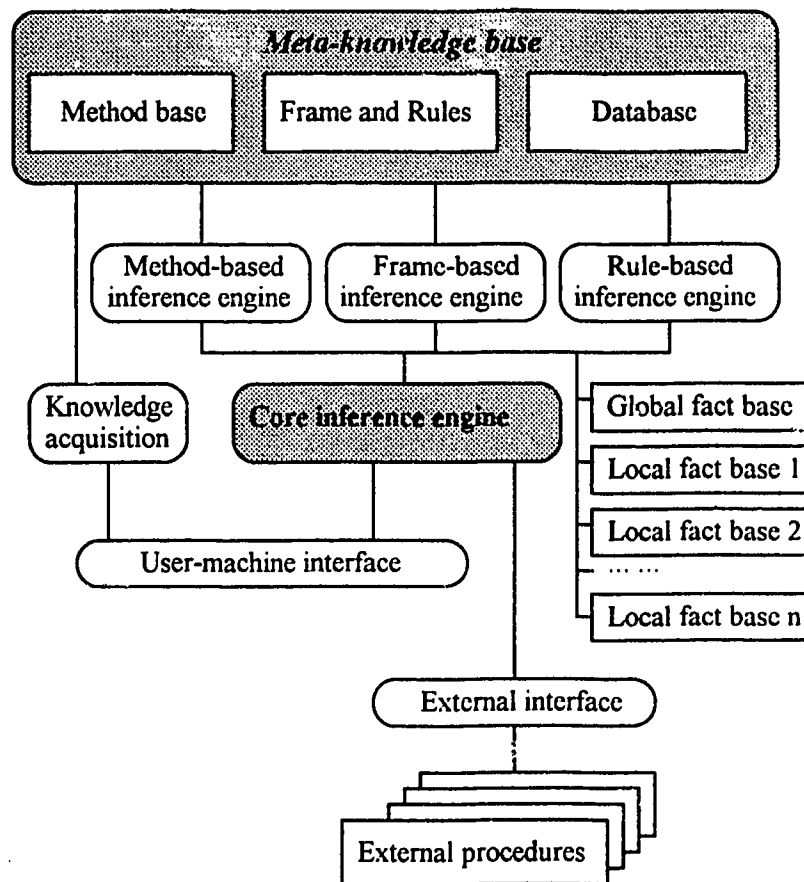 Meta-knowledge base
Method base
Frame and Rules
Database
Method-based
inference engine
Frame-based
inference engine
Rule-based
inference engine
Knowledge
acquisition
Core inference engine
Global fact base
...
Local fact base 1
Local fact base 2
... ...
Local fact base n
User-machine interface
External interface
External procedures